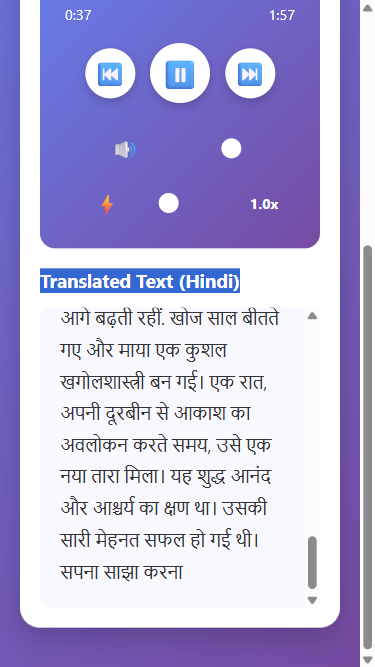 0:37 1:57
1.0x
Translated Text (Hindi)
आगे बढ़ती रहीं. खोज साल बीतते
गए और माया एक कुशल
खगोलशास्त्री बन गई। एक रात,
अपनी दूरबीन से आकाश का
अवलोकन करते समय, उसे एक
नया तारा मिला। यह शुद्ध आनंद
और आश्चर्य का क्षण था। उसकी
सारी मेहनत सफल हो गई थी।
सपना साझा करना